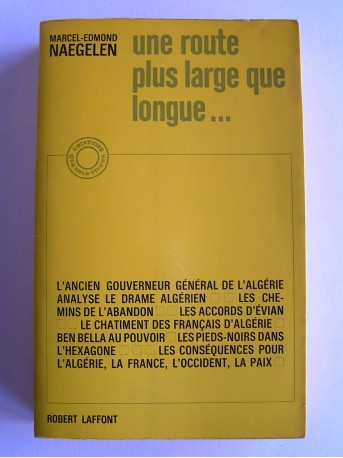 MARCEL-EDMOND
NAEGELEN
une route
plus large que
longue...
L'HISTOIRE
QUE NOUS VIVONS
L'ANCIEN GOUVERNEUR GÉNÉRAL DE L'ALGÉRIE
ANALYSE LE DRAME ALGÉRIEN □ □ LES CHE-
MINS DE L'ABANDON □ □ LES ACCORDS D'ÉVIAN
□ □ LE CHATIMENT DES FRANÇAIS D'ALGÉRIE □
BEN BELLA AU POUVOIR □ LES PIEDS-NOIRS DANS
L'HEXAGONE □ □ □ LES CONSÉQUENCES POUR
L'ALGÉRIE, LA FRANCE, L'OCCIDENT, LA PAIX □
ROBERT LAFFONT